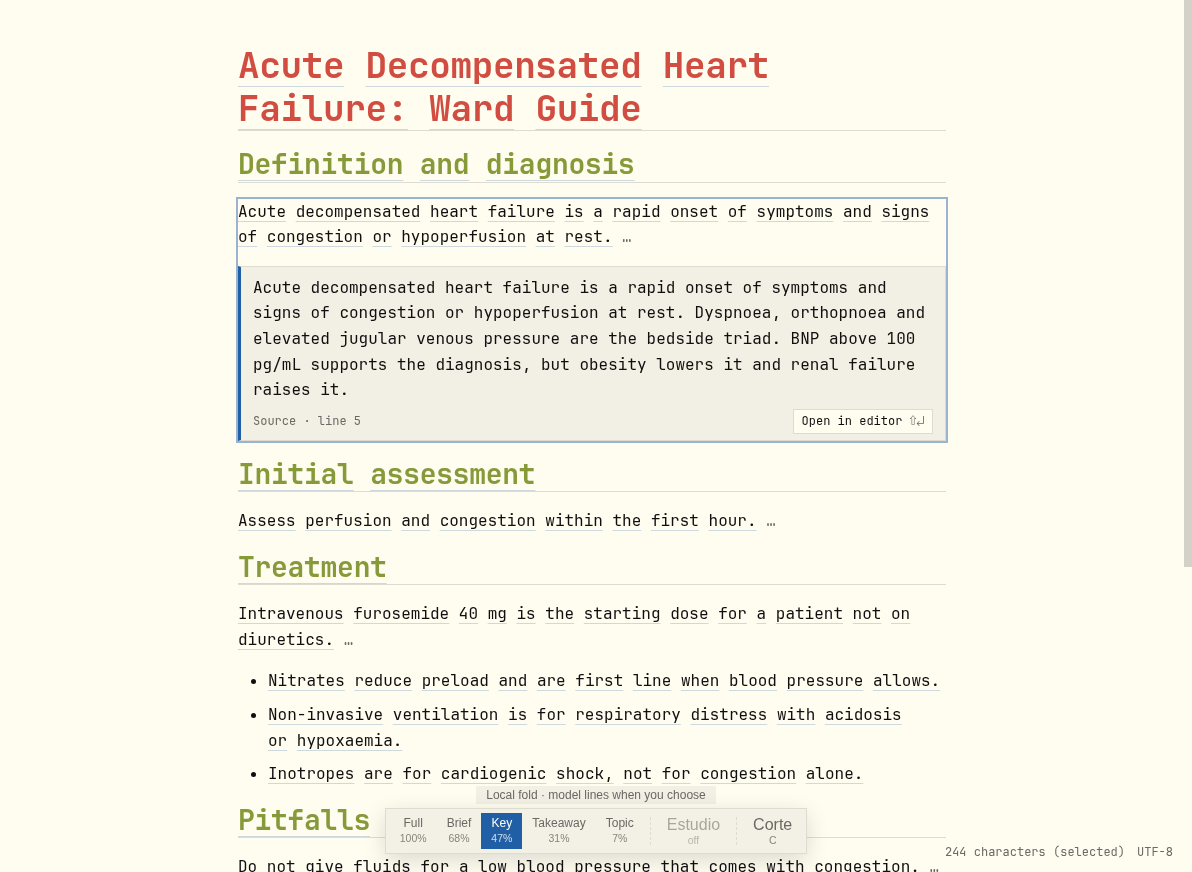 Acute Decompensated Heart
Failure: Ward Guide
Definition and diagnosis
Acute decompensated heart failure is a rapid onset of symptoms and signs
of congestion or hypoperfusion at rest. …
Acute decompensated heart failure is a rapid onset of symptoms and
signs of congestion or hypoperfusion at rest. Dyspnoea, orthopnoea and
elevated jugular venous pressure are the bedside triad. BNP above 100
pg/mL supports the diagnosis, but obesity lowers it and renal failure
raises it.
Source · line 5
Open in editor ⇧↵
Initial assessment
Assess perfusion and congestion within the first hour. …
Treatment
Intravenous furosemide 40 mg is the starting dose for a patient not on
diuretics. …
• Nitrates reduce preload and are first line when blood pressure allows.
• Non-invasive ventilation is for respiratory distress with acidosis
or hypoxaemia.
• Inotropes are for cardiogenic shock, not for congestion alone.
Local fold · model lines when you choose
Pitfalls
Full Brief Key Takeaway Topic Estudio Corte
100% 68% 47% 31% 7% off C
244 characters (selected) UTF-8
Do not give fluids for a low blood pressure that comes with congestion. …